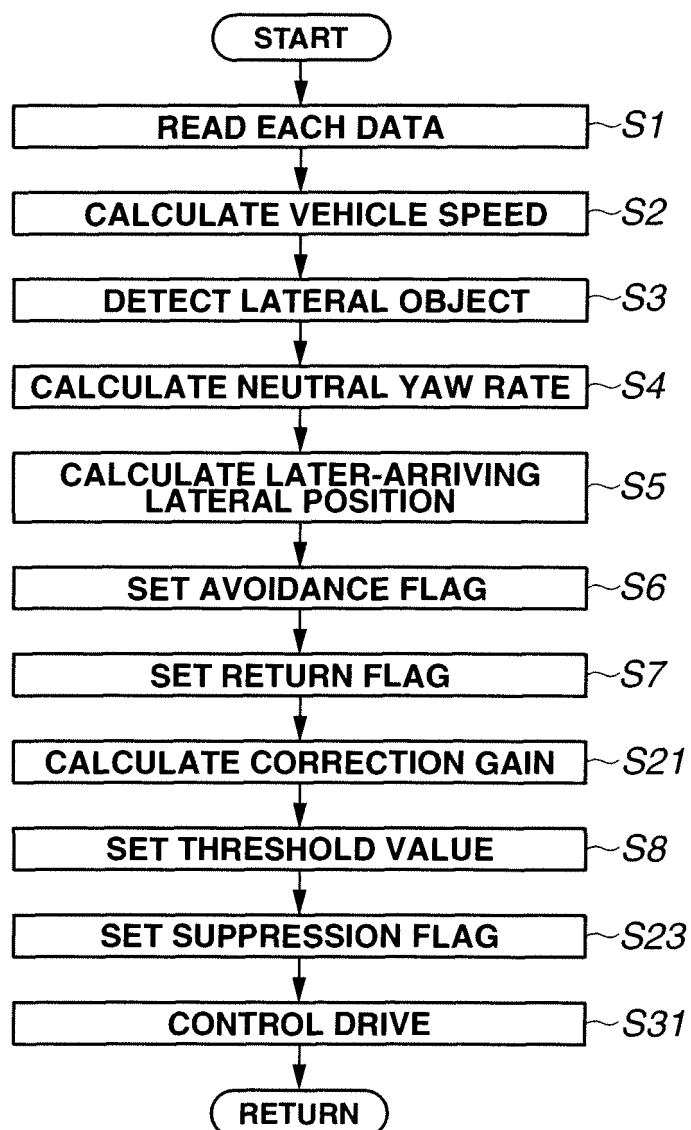 START
READ EACH DATA S1
CALCULATE VEHICLE SPEED S2
DETECT LATERAL OBJECT S3
CALCULATE NEUTRAL YAW RATE S4
CALCULATE LATER-ARRIVING
LATERAL POSITION S5
SET AVOIDANCE FLAG S6
SET RETURN FLAG S7
CALCULATE CORRECTION GAIN S21
SET THRESHOLD VALUE S8
SET SUPPRESSION FLAG S23
CONTROL DRIVE S31
RETURN